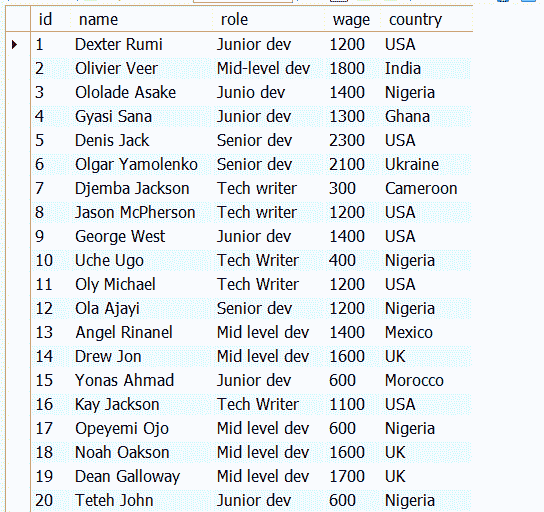 id name role wage country
1 Dexter Rumi Junior dev 1200 USA
2 Olivier Veer Mid-level dev 1800 India
3 Ololade Asake Junio dev 1400 Nigeria
4 Gyasi Sana Junior dev 1300 Ghana
5 Denis Jack Senior dev 2300 USA
6 Olgar Yamolenko Senior dev 2100 Ukraine
7 Djemba Jackson Tech writer 300 Cameroon
8 Jason McPherson Tech writer 1200 USA
9 George West Junior dev 1400 USA
10 Uche Ugo Tech Writer 400 Nigeria
11 Oly Michael Tech Writer 1200 USA
12 Ola Ajayi Senior dev 1200 Nigeria
13 Angel Rinanel Mid level dev 1400 Mexico
14 Drew Jon Mid level dev 1600 UK
15 Yonas Ahmad Junior dev 600 Morocco
16 Kay Jackson Tech Writer 1100 USA
17 Opeyemi Ojo Mid level dev 600 Nigeria
18 Noah Oakson Mid level dev 1600 UK
19 Dean Galloway Mid level dev 1700 UK
20 Teteh John Junior dev 600 Nigeria